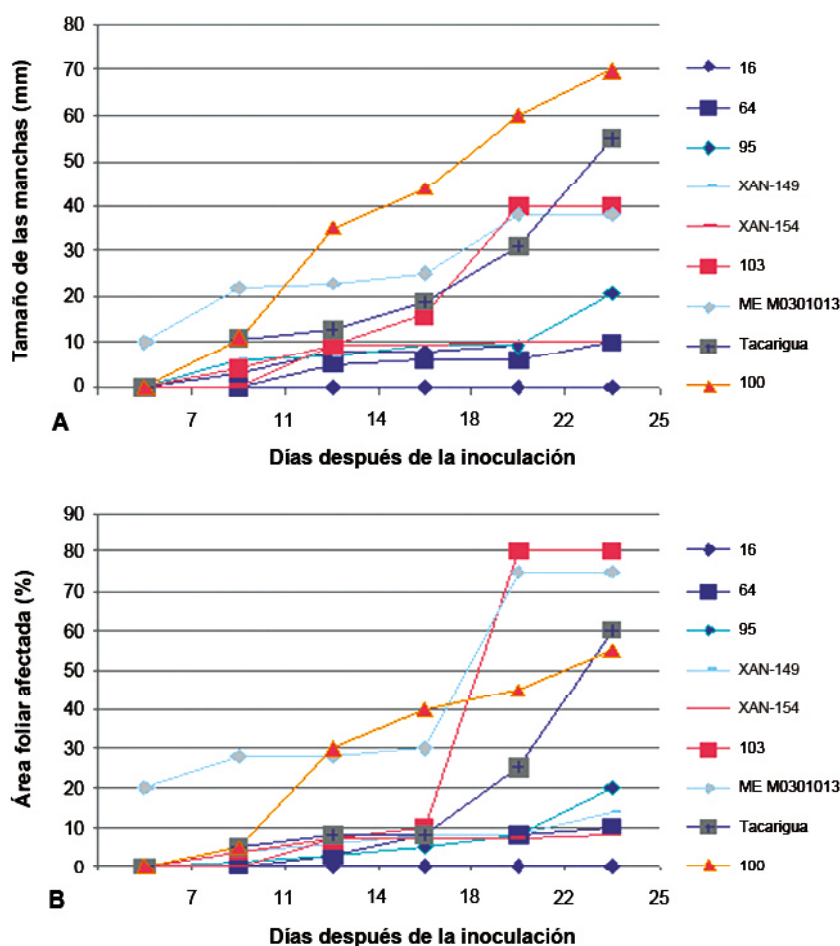 80
70
60
50
40
30
20
10
0
Tamaño de las manchas (mm)
7 11 14 18 22 25
A
Días después de la inoculación
16
64
95
XAN-149
XAN-154
103
ME M0301013
Tacarigua
100
90
80
70
60
50
40
30
20
10
0
Área foliar afectada (%)
7 11 14 18 22 25
B
Días después de la inoculación
16
64
95
XAN-149
XAN-154
103
ME M0301013
Tacarigua
100